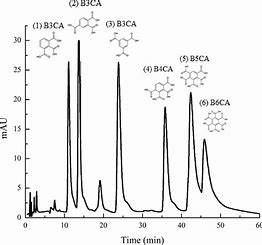 (2) B3CA
(1) B3CA
(3) B3CA
(4) B4CA
(5) B5CA
(6) B6CA
30
25
20
15
10
5
0
mAU
0 10 20 30 40 50 60
Time (min)